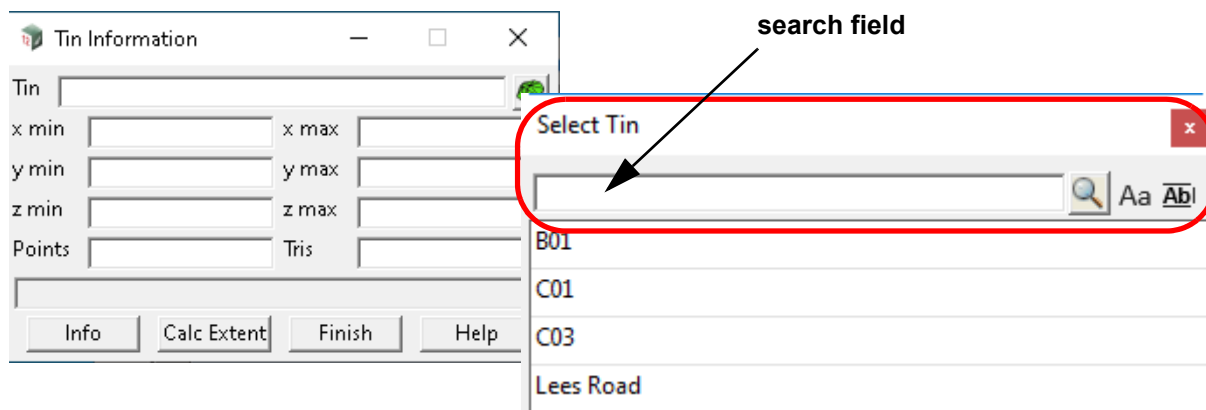 search field
Tin Information
Tin
x min
x max
y min
y max
z min
z max
Points
Tris
Info
Calc Extent
Finish
Help
Select Tin
x
Aa Abl
B01
C01
C03
Lees Road